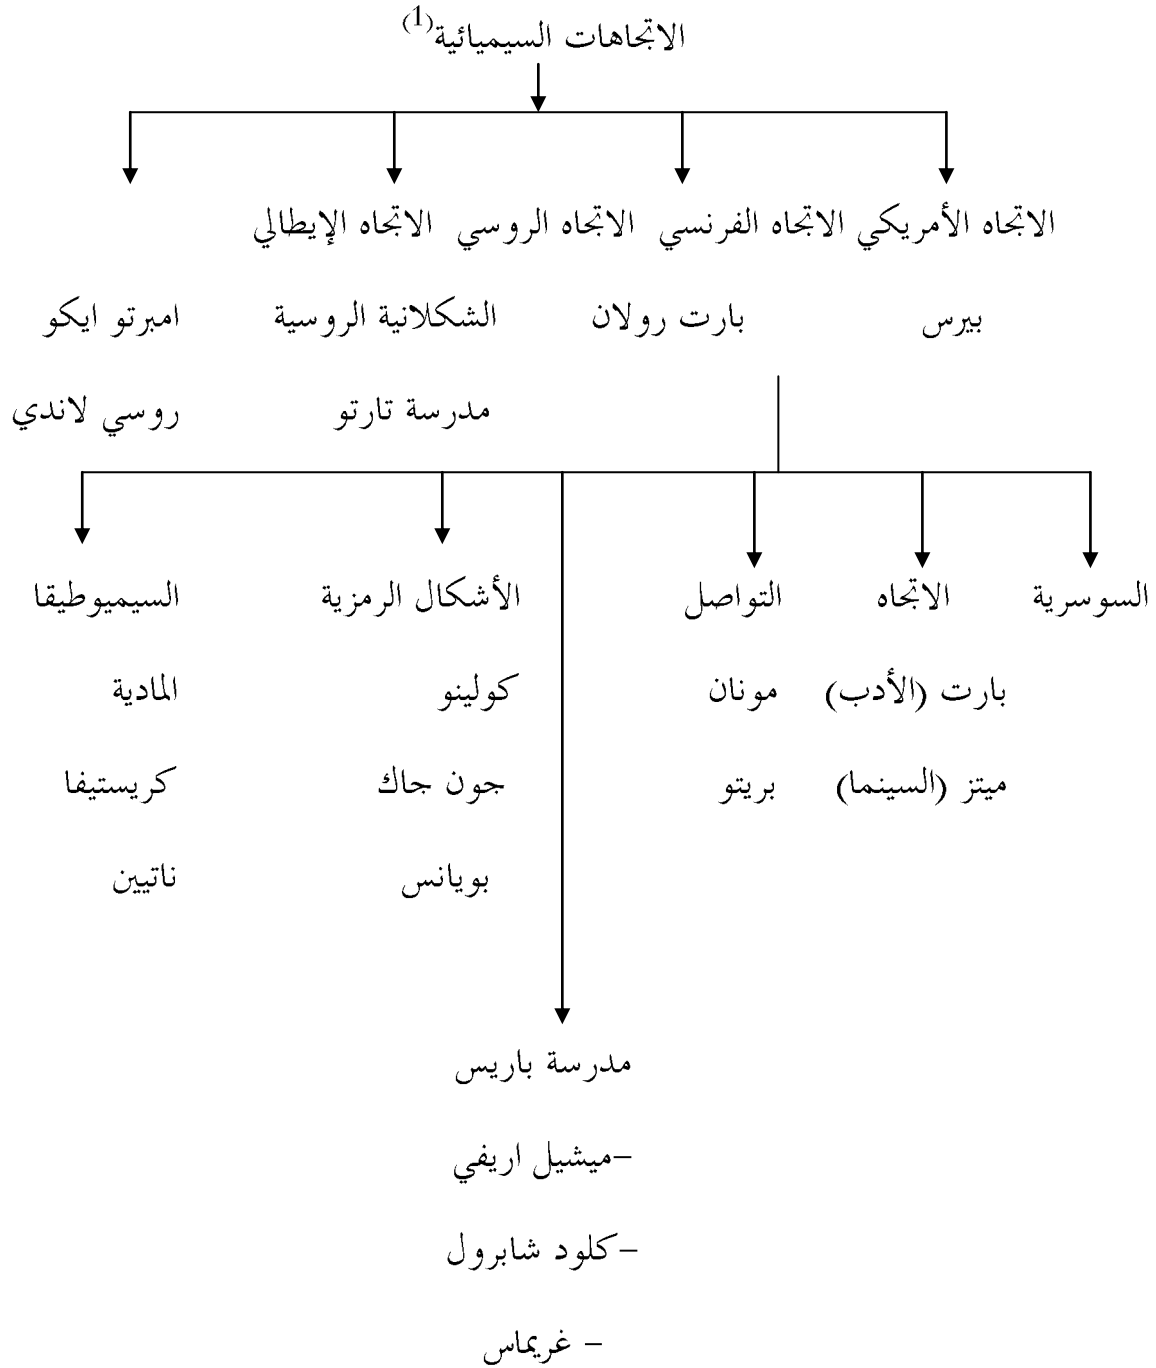 الاتجاهات السيميائية(1)
الاتجاه الأمريكي الاتجاه الفرنسي الاتجاه الروسي الاتجاه الإيطالي
بيرس بارت رولان الشكلانية الروسية امبرتو ايكو
مدرسة تارتو روسي لاندي
السوسرية الاتجاه التواصل الأشكال الرمزية السيميوطيقا
بارت (الأدب) مونان كولينو المادية
ميتز (السينما) بريتو جون جاك كريستيفا
بويانس ناتيين
مدرسة باريس
–ميشيل اريفي
–كلود شابرول
– غريماس